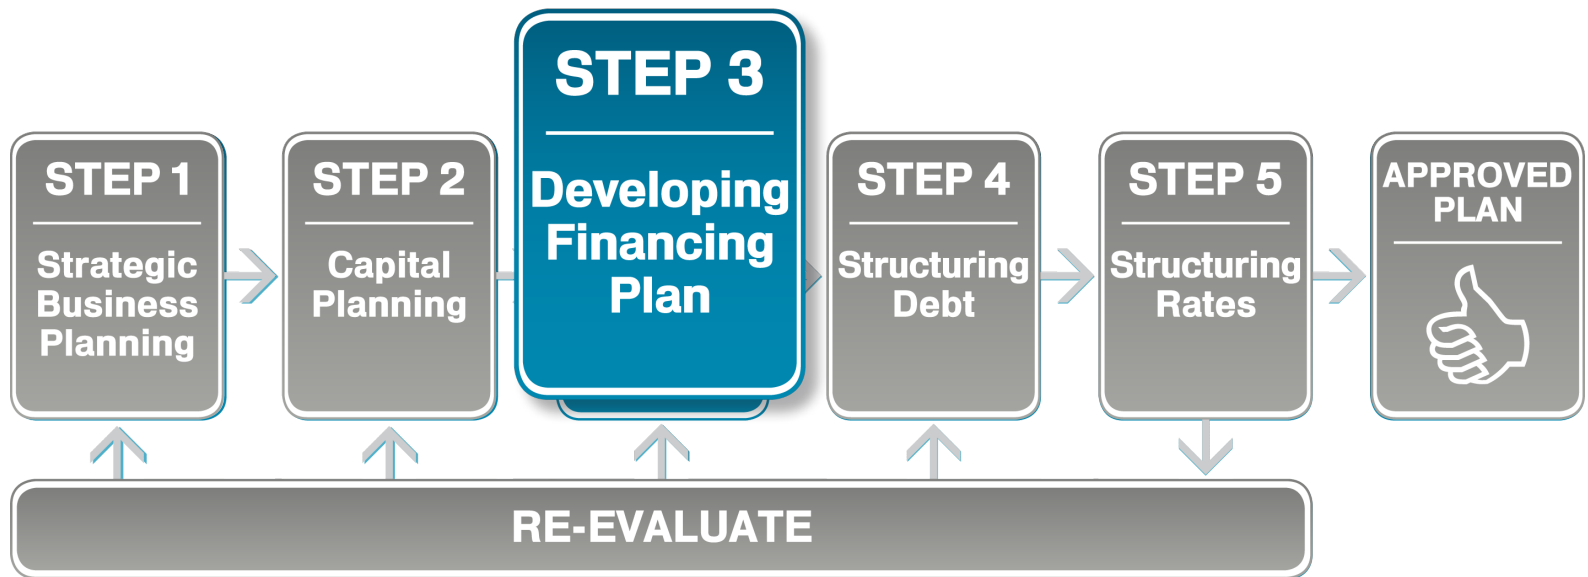 STEP 1
Strategic
Business
Planning
STEP 2
Capital
Planning
STEP 3
Developing
Financing
Plan
STEP 4
Structuring
Debt
STEP 5
Structuring
Rates
APPROVED
PLAN
RE-EVALUATE